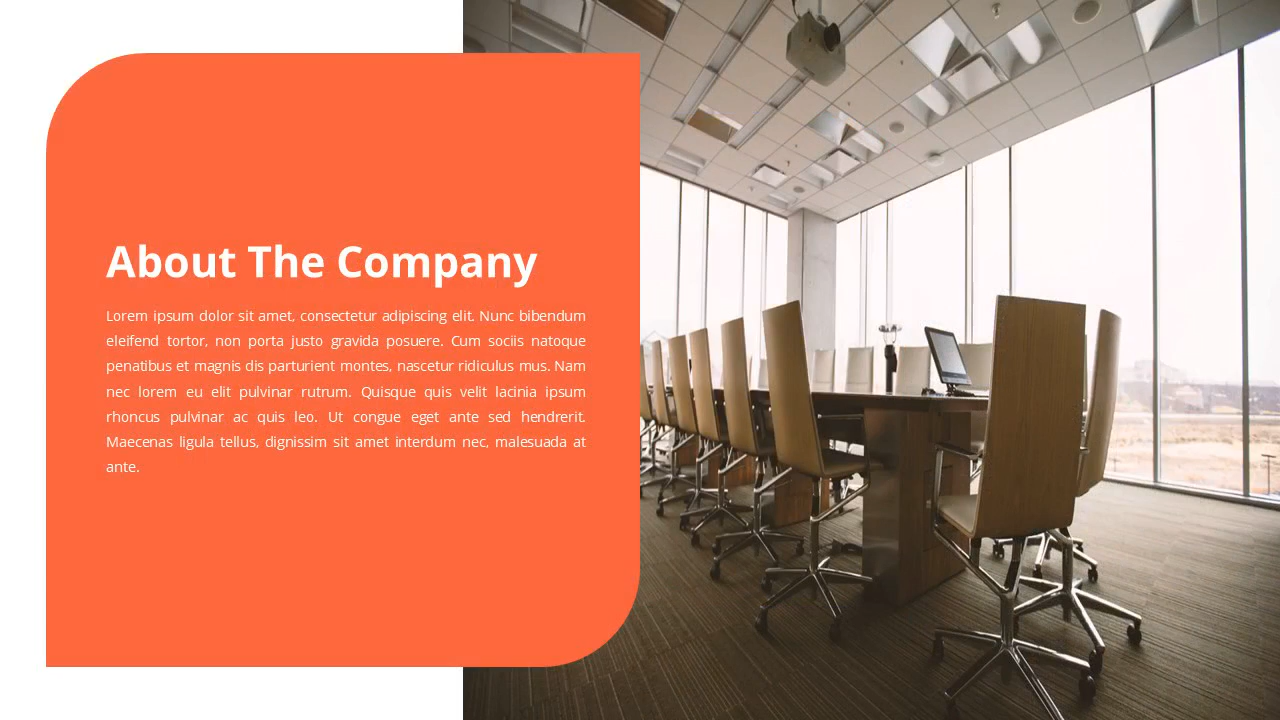 About The Company
Lorem ipsum dolor sit amet, consectetur adipiscing elit. Nunc bibendum
eleifend tortor, non porta justo gravida posuere. Cum sociis natoque
penatibus et magnis dis parturient montes, nascetur ridiculus mus. Nam
nec lorem eu elit pulvinar rutrum. Quisque quis velit lacinia ipsum
rhoncus pulvinar ac quis leo. Ut congue eget ante sed hendrerit.
Maecenas ligula tellus, dignissim sit amet interdum nec, malesuada at
ante.